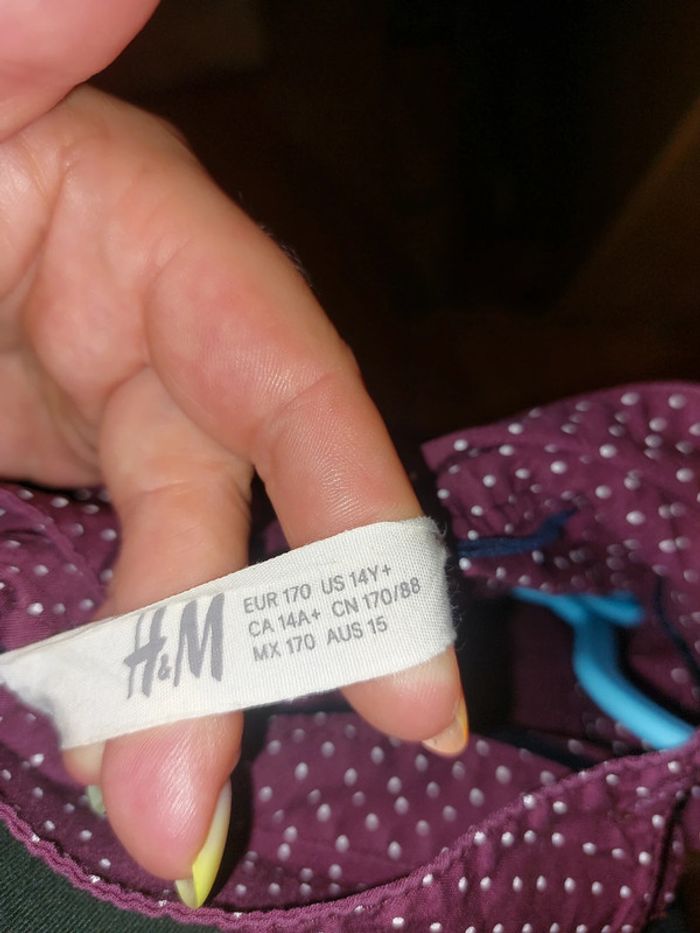 H&M
EUR 170 US 14Y+
CA 14A+ CN 170/88
MX 170 AUS 15